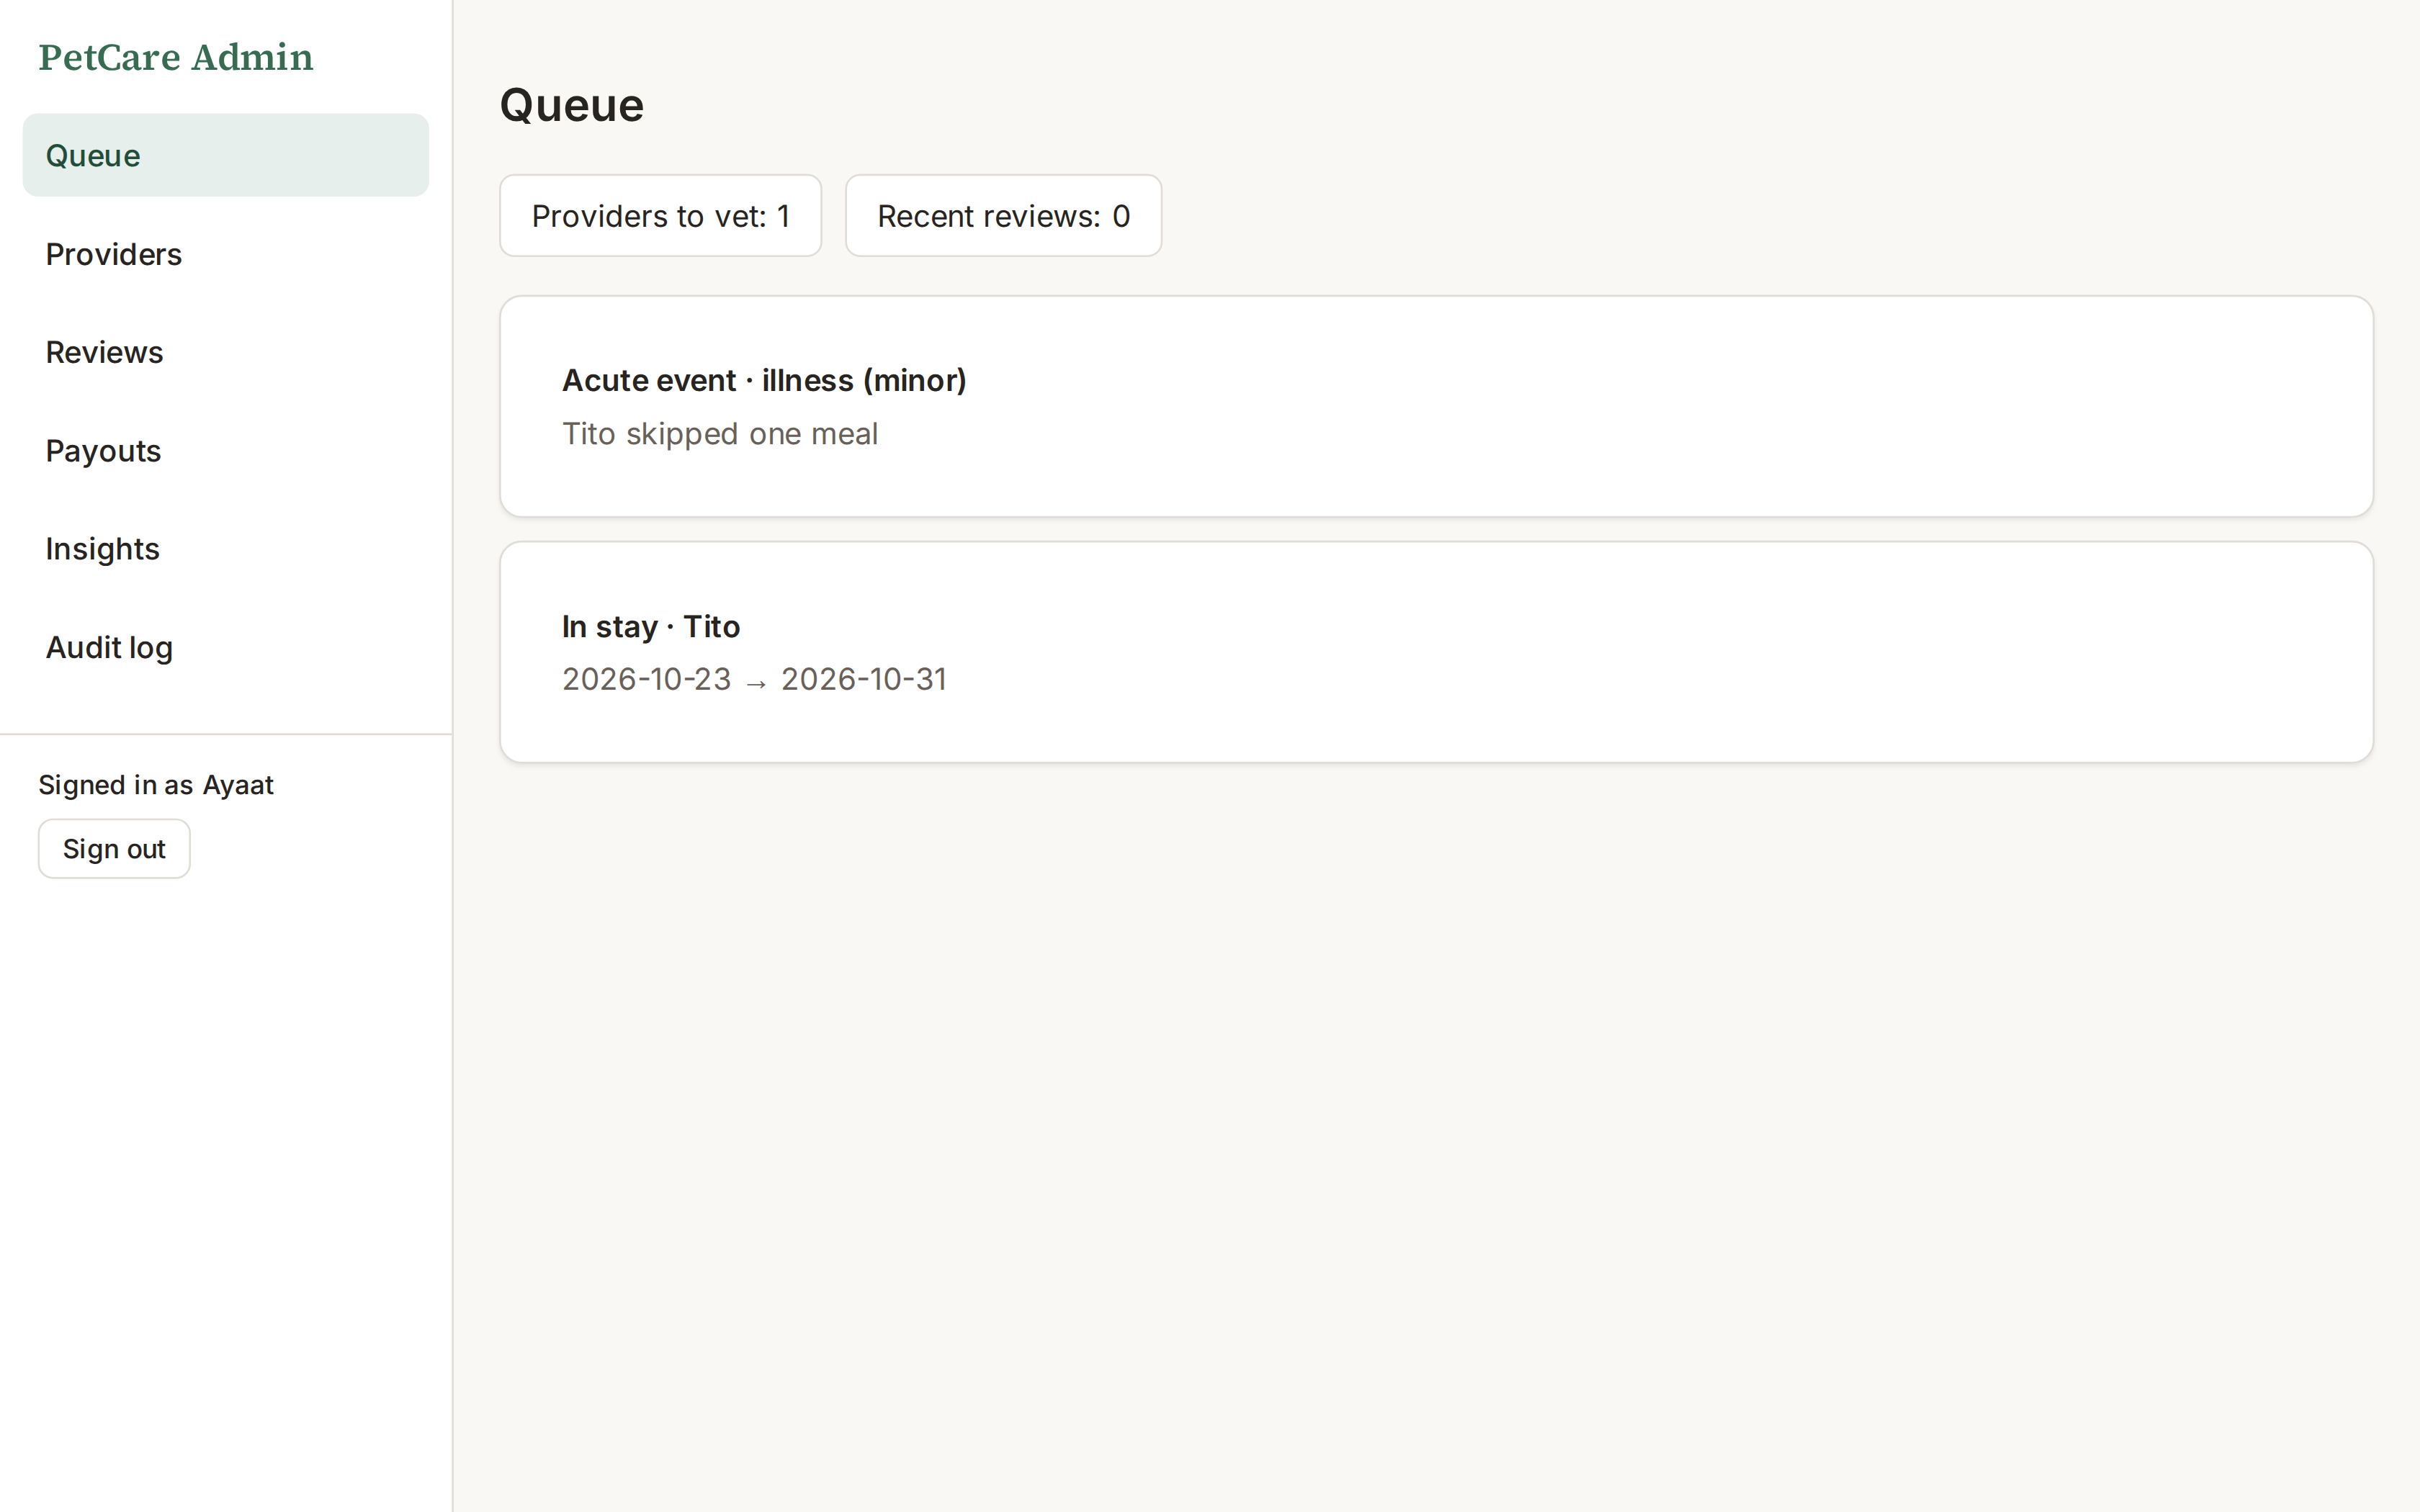 PetCare Admin
Queue
Providers
Reviews
Payouts
Insights
Audit log
Signed in as Ayaat
Sign out
Queue
Providers to vet: 1
Recent reviews: 0
Acute event · illness (minor)
Tito skipped one meal
In stay · Tito
2026-10-23 → 2026-10-31